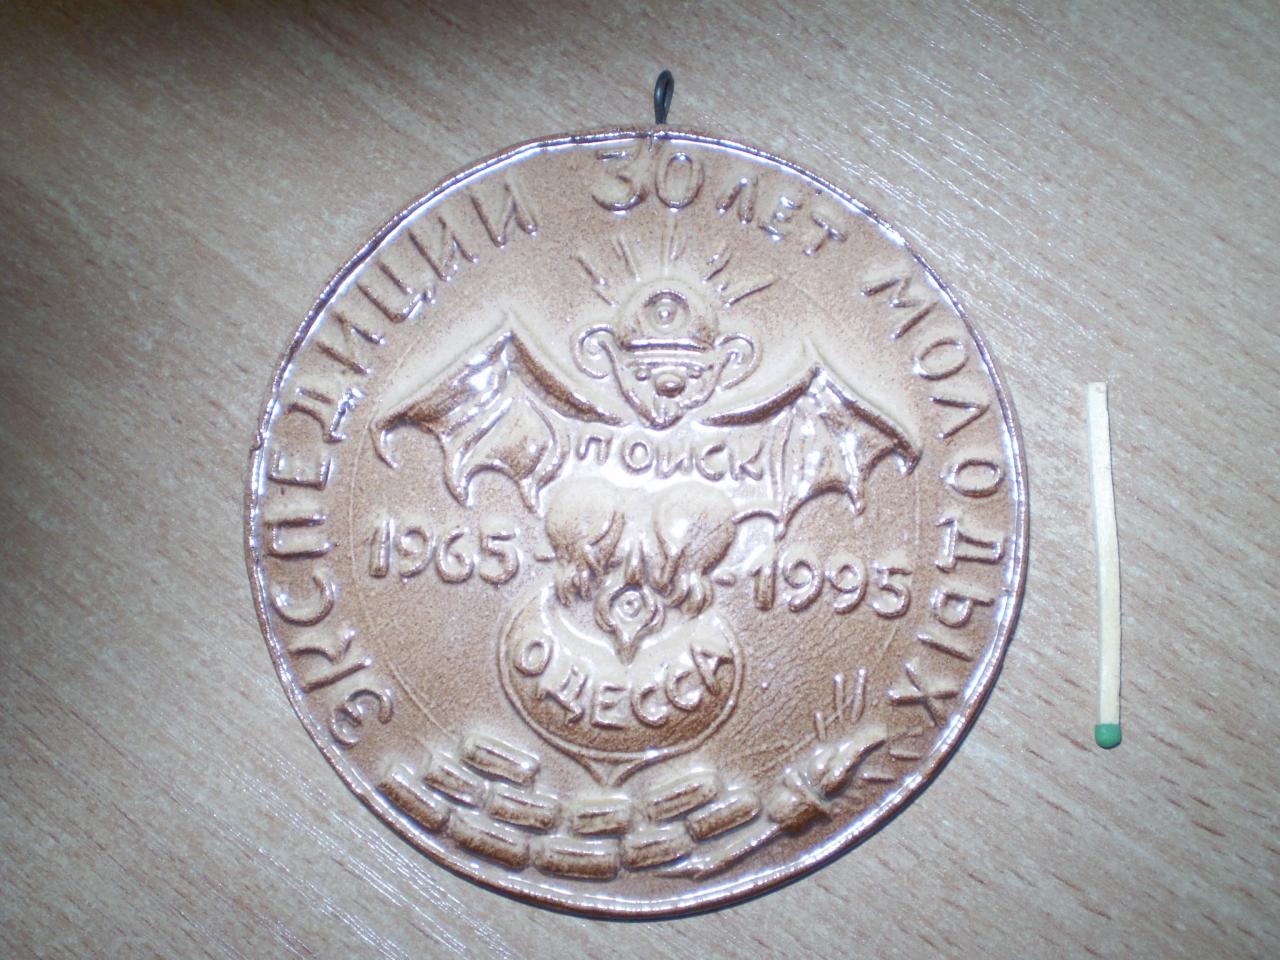 ЭКСПЕДИЦИИ 30 ЛЕТ МОЛОДЫХ
ПОИСК
1965-
-1995
ОДЕССА